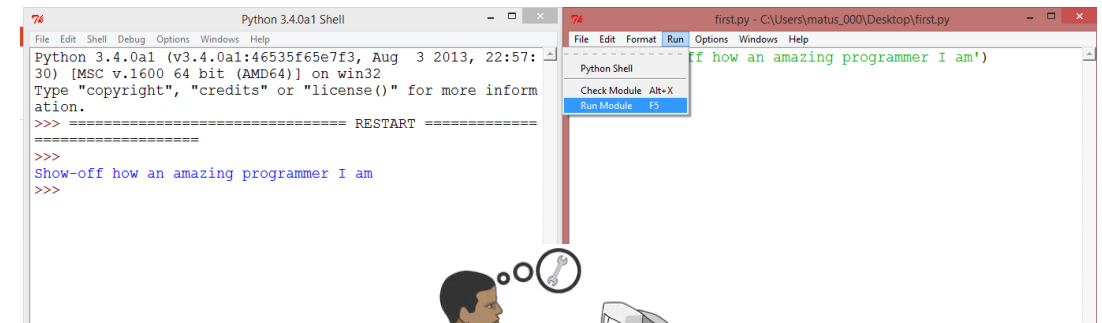 Python 3.4.0a1 Shell
File Edit Shell Debug Options Windows Help
Python 3.4.0a1 (v3.4.0a1:46535f65e7f3, Aug  3 2013, 22:57:
30) [MSC v.1600 64 bit (AMD64)] on win32
Type "copyright", "credits" or "license()" for more inform
ation.
>>> ================================ RESTART =============
===================
>>>
Show-off how an amazing programmer I am
>>>
first.py - C:\Users\matus_000\Desktop\first.py
File Edit Format Run Options Windows Help
ff how an amazing programmer I am')
Python Shell
Check Module Alt+X
Run Module F5